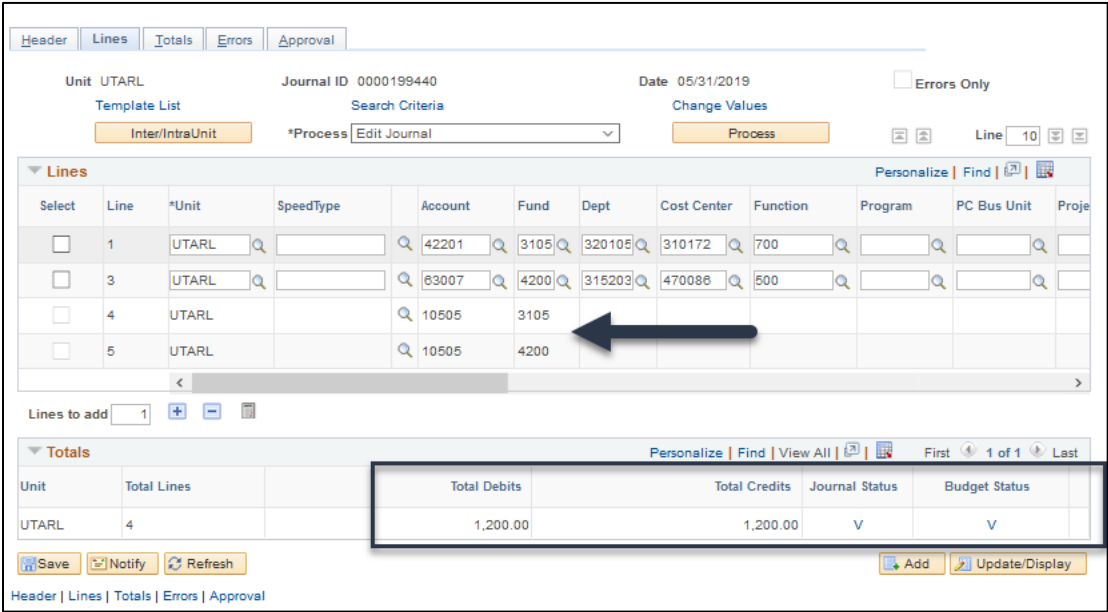 Header Lines Totals Errors Approval
Unit UTARL Journal ID 0000199440 Date 05/31/2019 Errors Only
Template List Search Criteria Change Values
Inter/IntraUnit *Process Edit Journal Process Line 10
Lines Personalize | Find | |
Select Line *Unit SpeedType Account Fund Dept Cost Center Function Program PC Bus Unit Proje
1 UTARL 42201 3105 320105 310172 700
3 UTARL 63007 4200 315203 470086 500
4 UTARL 10505 3105
5 UTARL 10505 4200
Lines to add 1
Totals Personalize | Find | View All | | First 1 of 1 Last
Unit Total Lines Total Debits Total Credits Journal Status Budget Status
UTARL 4 1,200.00 1,200.00 V V
Save Notify Refresh Add Update/Display
Header | Lines | Totals | Errors | Approval